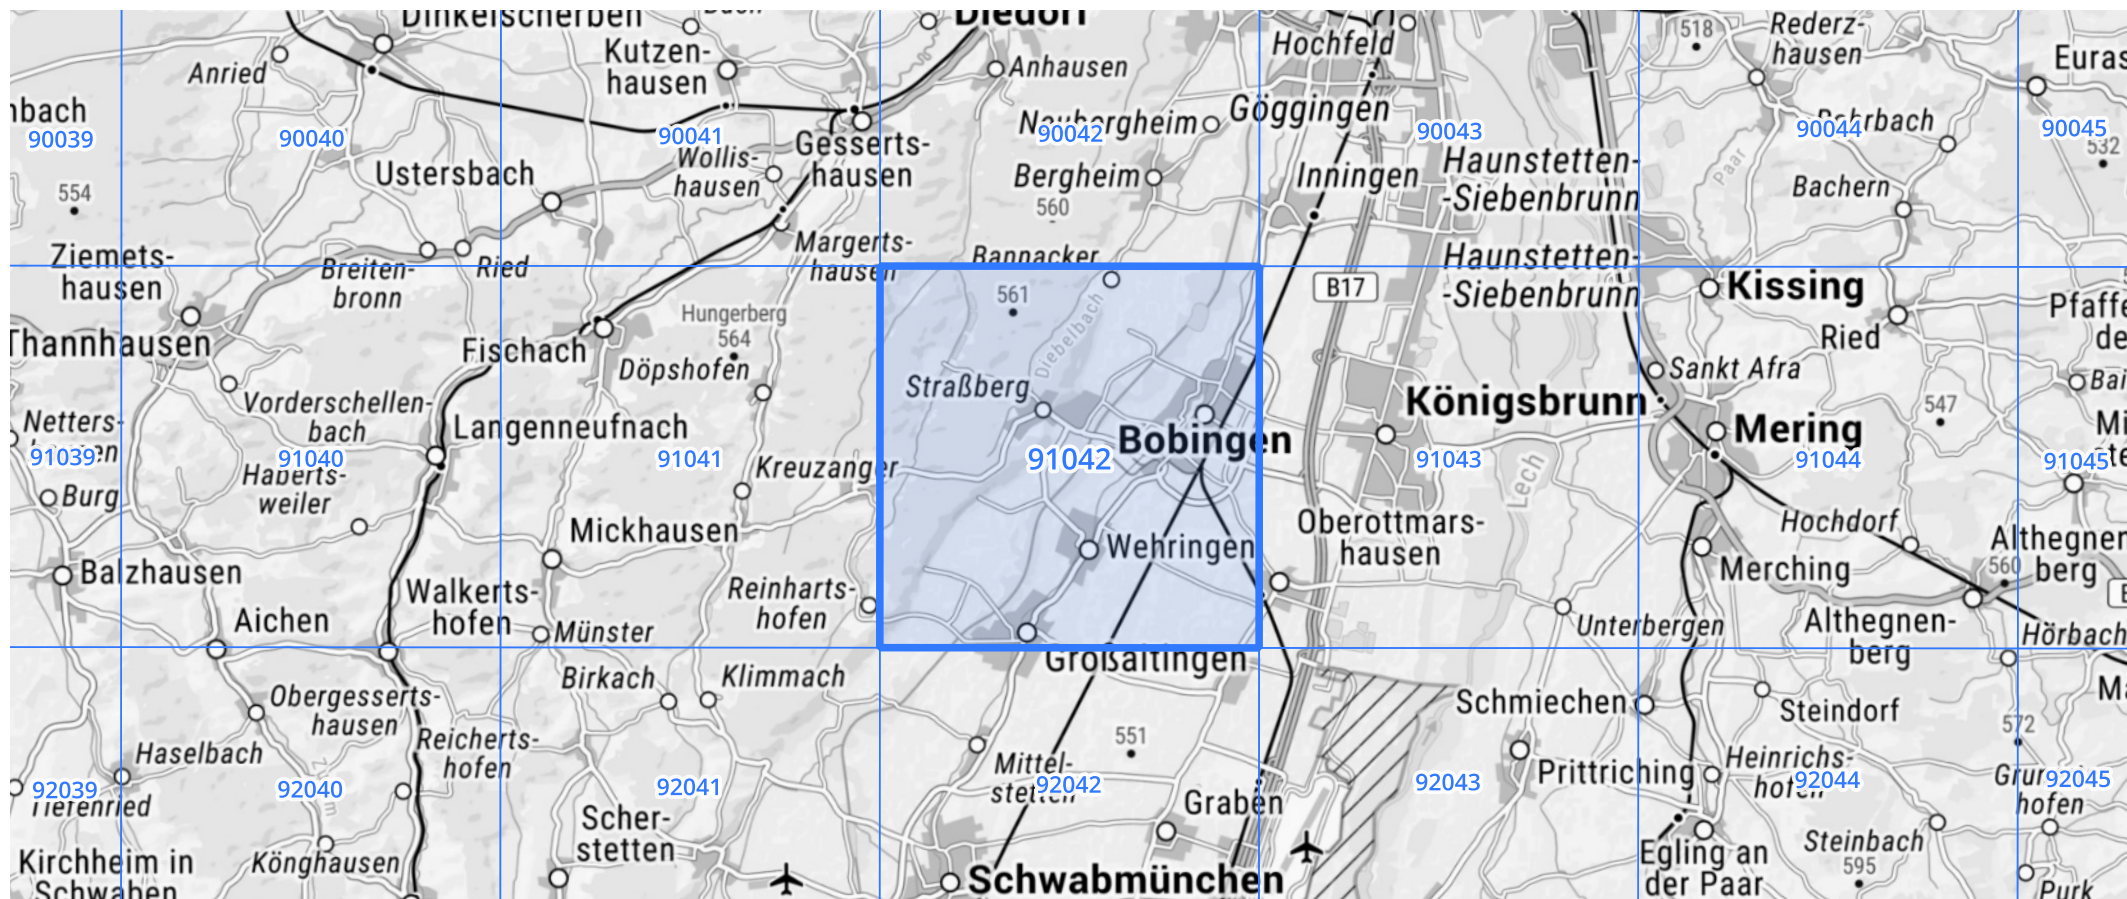 Dinkelscherben
Diedorf
Anried
Kutzen-
hausen
Anhausen
Hochfeld
518
Rederz-
hausen
Euras
nbach
90039
90040
90041
Gesserts-
hausen
Neubergheim
90042
Göggingen
90043
90044
Rohrbach
90045
532
554
Ustersbach
Wollis-
hausen
Bergheim
560
Inningen
Haunstetten-
-Siebenbrunn
Paar
Bachern
Ziemets-
hausen
Breiten-
bronn
Ried
Margerts-
hausen
Bannacker
Haunstetten-
-Siebenbrunn
B17
Kissing
Pfaffe
de
Thannhausen
Fischach
Hungerberg
564
Döpshofen
561
Diebelbach
Straßberg
Ried
Sankt Afra
Bai
Netters-
hausen
91039
Vorderschellen-
bach
91040
Langenneufnach
91041
Bobingen
91042
Königsbrunn
91043
Mering
91044
547
91045
Burg
Haberts-
weiler
Kreuzanger
Lech
Mickhausen
Wehringen
Oberottmars-
hausen
Hochdorf
Althegnen
berg
560
Balzhausen
Aichen
Walkerts-
hofen
Münster
Reinharts-
hofen
Merching
Unterbergen
Althegnen-
berg
Hörbach
Birkach
Klimmach
Großaitingen
Obergesserts-
hausen
Haselbach
Reicherts-
hofen
551
Schmiechen
Steindorf
572
92039
Tiefenried
92040
92041
Mittel-
stetten
92042
Graben
92043
Prittriching
Heinrichs-
hofen
92044
92045
Kirchheim in
Schwaben
Könghausen
Scher-
stetten
Schwabmünchen
Egling an
der Paar
Steinbach
595
Purk